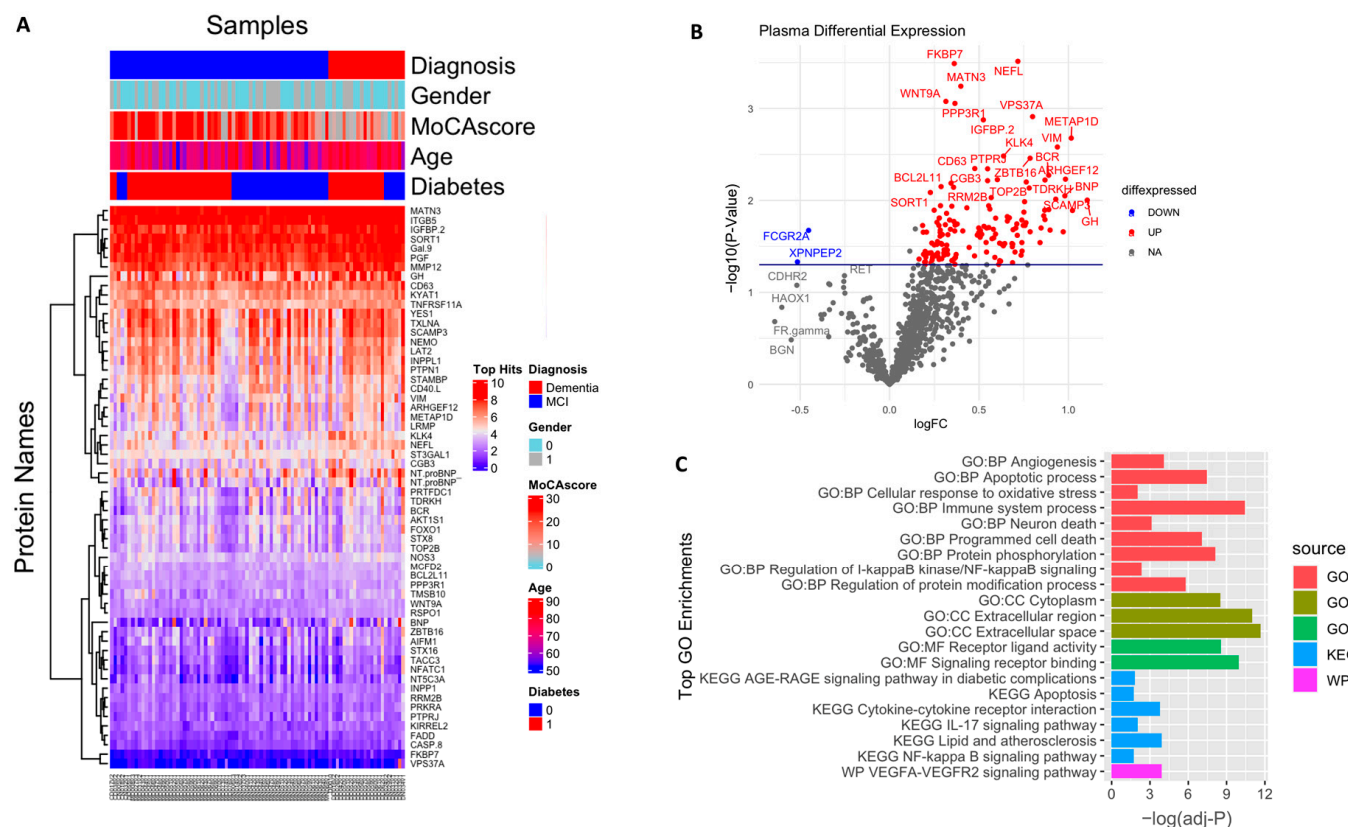 A
Samples
Diagnosis
Gender
MoCAscore
Age
Diabetes
Protein Names
MATN3
ITGB5
IGFBP.2
SORT1
Gal.9
PGF
MMP12
GH
CD63
KYAT1
TNFRSF11A
YES1
TXLNA
SCAMP3
NEMO
LAT2
INPPL1
PTPN1
STAMBP
CD40.L
VIM
ARHGEF12
METAP1D
LRMP
KLK4
NEFL
ST3GAL1
CGB3
NT.proBNP_
NT.proBNP
PRTFDC1
TDRKH
BCR
AKT1S1
FOXO1
STX8
TOP2B
NOS3
MCFD2
BCL2L11
PPP3R1
TMSB10
WNT9A
RSPO1
BNP
ZBTB16
AIFM1
STX16
TACC3
NFATC1
NT5C3A
INPP1
RRM2B
PRKRA
PTPRJ
KIRREL2
FADD
CASP.8
FKBP7
VPS37A
Top Hits
10
8
6
4
2
0
Diagnosis
Dementia
MCI
Gender
0
1
MoCAscore
30
20
10
0
Age
90
80
70
60
50
Diabetes
0
1
B
Plasma Differential Expression
−log10(P-Value)
3
2
1
0
FKBP7
NEFL
MATN3
WNT9A
PPP3R1
VPS37A
IGFBP.2
METAP1D
VIM
KLK4
CD63
PTPRJ
BCR
ZBTB16
ARHGEF12
BCL2L11
CGB3
SORT1
RRM2B
TOP2B
TDRKH
BNP
SCAMP3
GH
FCGR2A
XPNPEP2
CDHR2
RET
HAOX1
FR.gamma
BGN
-0.5
0.0
0.5
1.0
logFC
diffexpressed
DOWN
UP
NA
C
Top GO Enrichments
GO:BP Angiogenesis
GO:BP Apoptotic process
GO:BP Cellular response to oxidative stress
GO:BP Immune system process
GO:BP Neuron death
GO:BP Programmed cell death
GO:BP Protein phosphorylation
GO:BP Regulation of I-kappaB kinase/NF-kappaB signaling
GO:BP Regulation of protein modification process
GO:CC Cytoplasm
GO:CC Extracellular region
GO:CC Extracellular space
GO:MF Receptor ligand activity
GO:MF Signaling receptor binding
KEGG AGE-RAGE signaling pathway in diabetic complications
KEGG Apoptosis
KEGG Cytokine-cytokine receptor interaction
KEGG IL-17 signaling pathway
KEGG Lipid and atherosclerosis
KEGG NF-kappa B signaling pathway
WP VEGFA-VEGFR2 signaling pathway
0
3
6
9
12
−log(adj-P)
source
GO
GO
GO
KEG
WP